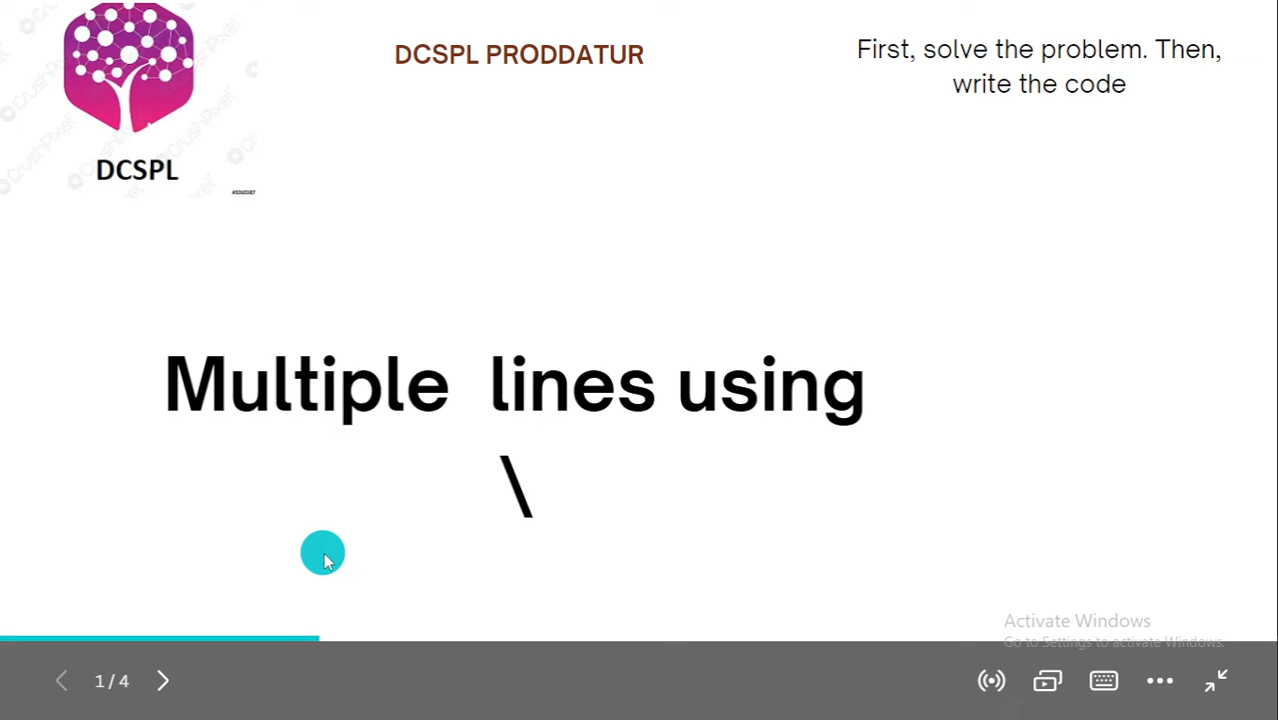 DCSPL PRODDATUR
First, solve the problem. Then,
write the code
DCSPL
Multiple lines using
\
Activate Windows
Go to Settings to activate Windows.
1 / 4